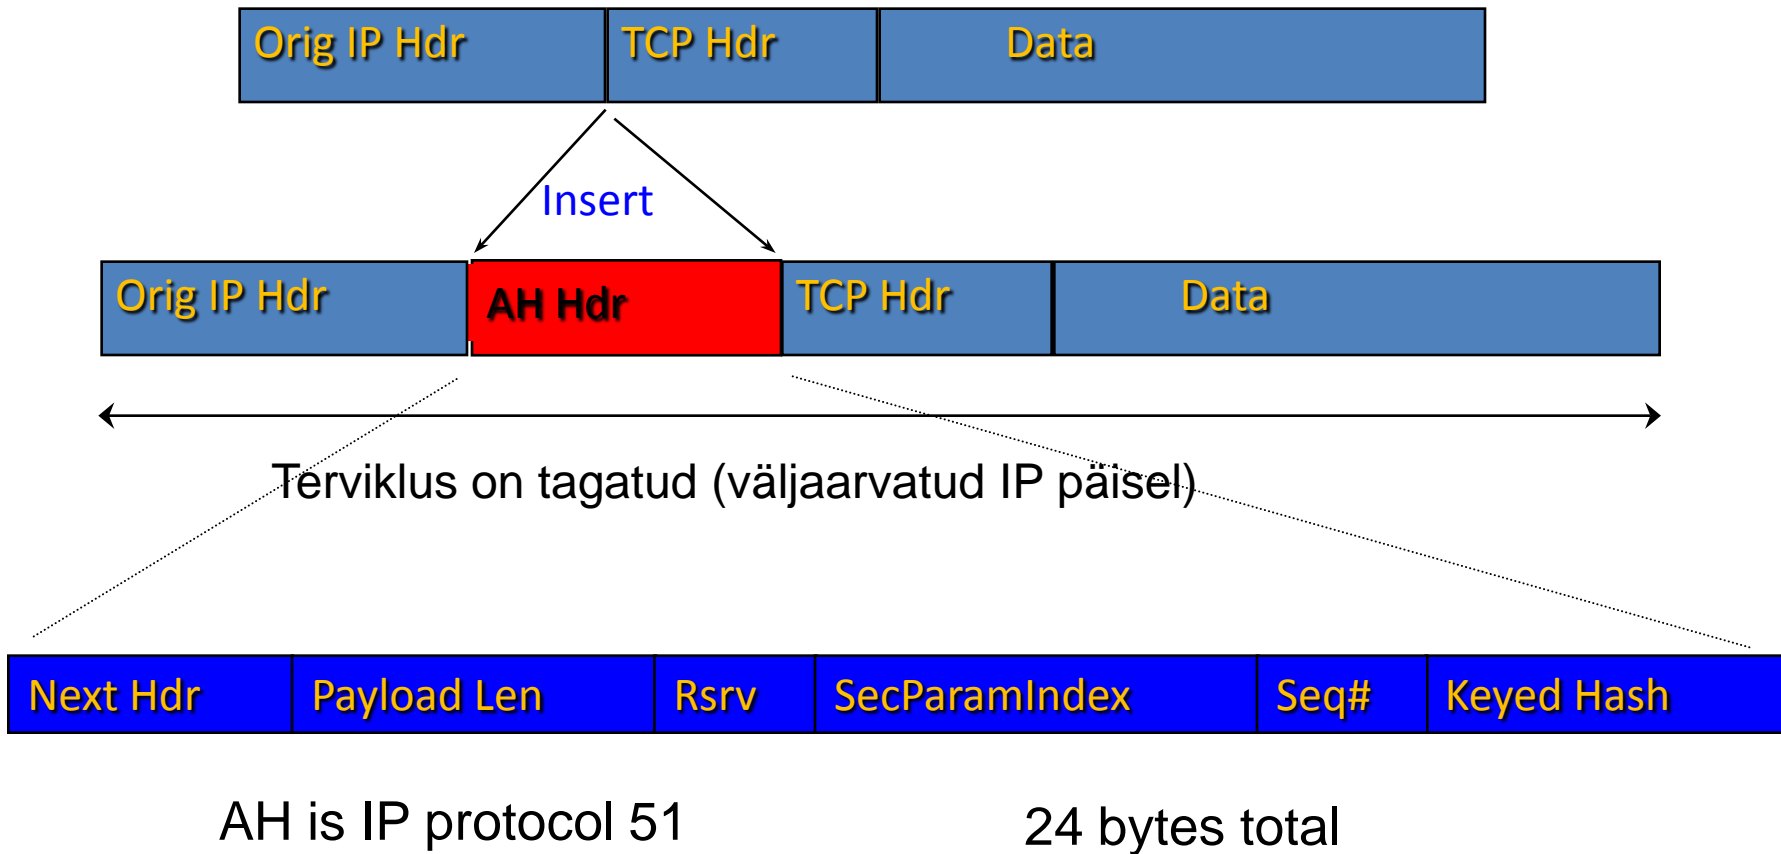 Orig IP Hdr TCP Hdr Data
Insert
Orig IP Hdr AH Hdr TCP Hdr Data
Terviklus on tagatud (väljaarvatud IP päisel)
Next Hdr Payload Len Rsrv SecParamIndex Seq# Keyed Hash
AH is IP protocol 51 24 bytes total